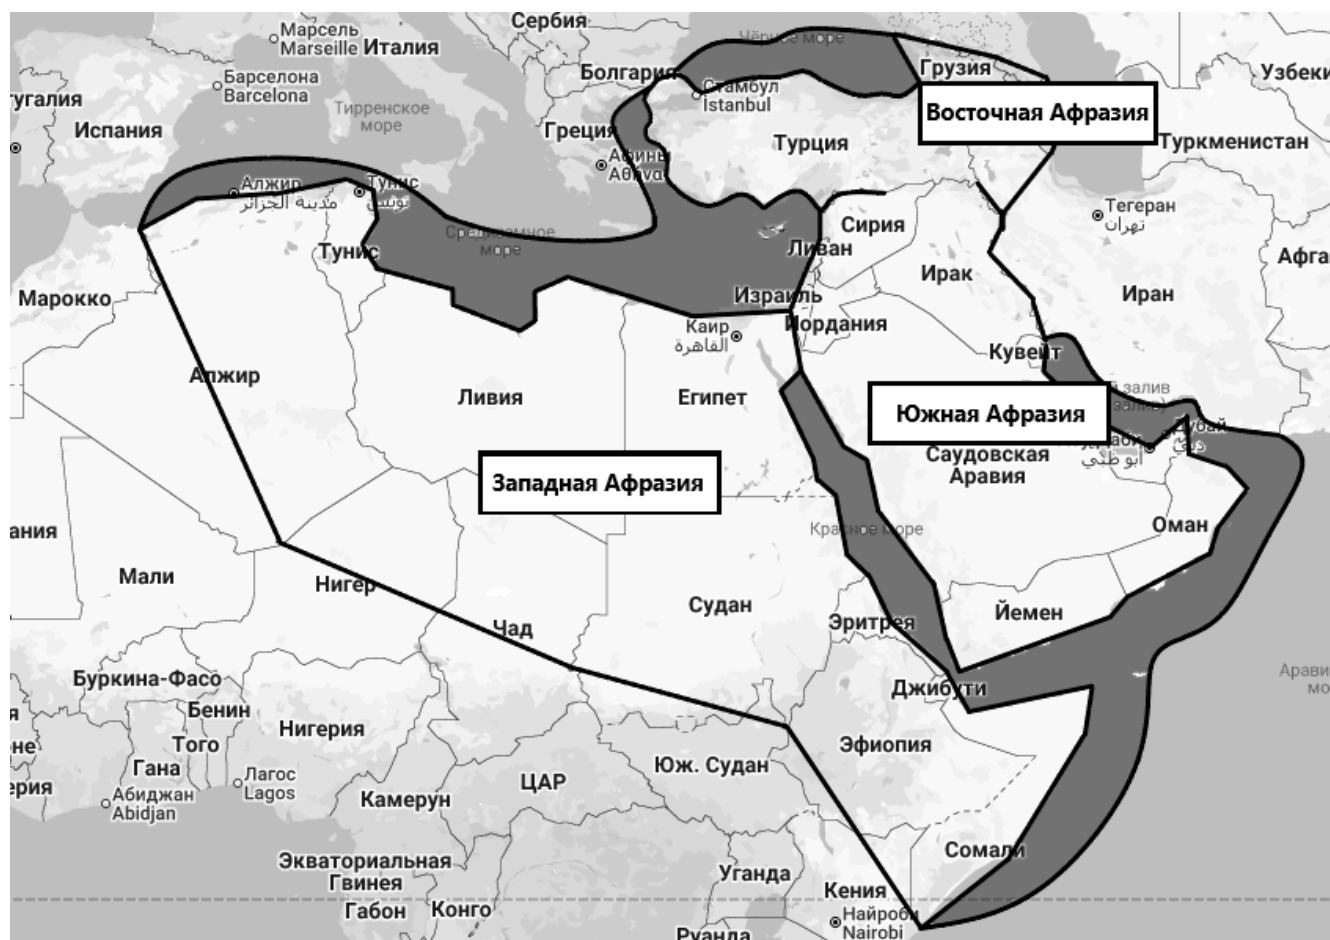 Сербия
Марсель
Marseille
Италия
Чёрное море
Грузия
Болгария
Узбеки
Барселона
Barcelona
Стамбул
İstanbul
тугалия
Тирренское
море
Восточная Афразия
Испания
Греция
Турция
Туркменистан
Афины
Αθήνα
Алжир
مدينة الجزائر
Тунис
تونس
Тегеран
تهران
Сирия
Средиземное
море
Тунис
Ливан
Афга
Марокко
Ирак
Иран
Израиль
Каир
القاهرة
Иордания
Кувейт
Алжир
Ливия
Египет
й залив
залив)
Южная Афразия
Дубай
دبي
أبو ظبي
Саудовская
Аравия
Западная Афразия
Красное море
Оман
ания
Мали
Нигер
Судан
Йемен
Чад
Эритрея
Буркина-Фасо
Джибути
Арави
мо
Бенин
я
Нигерия
Того
Эфиопия
не
Гана
Юж. Судан
ЦАР
Лагос
Lagos
ерия
Абиджан
Abidjan
Камерун
Сомали
Экваториальная
Гвинея
Уганда
Кения
Габон
Конго
Найроби
Nairobi
Руанда